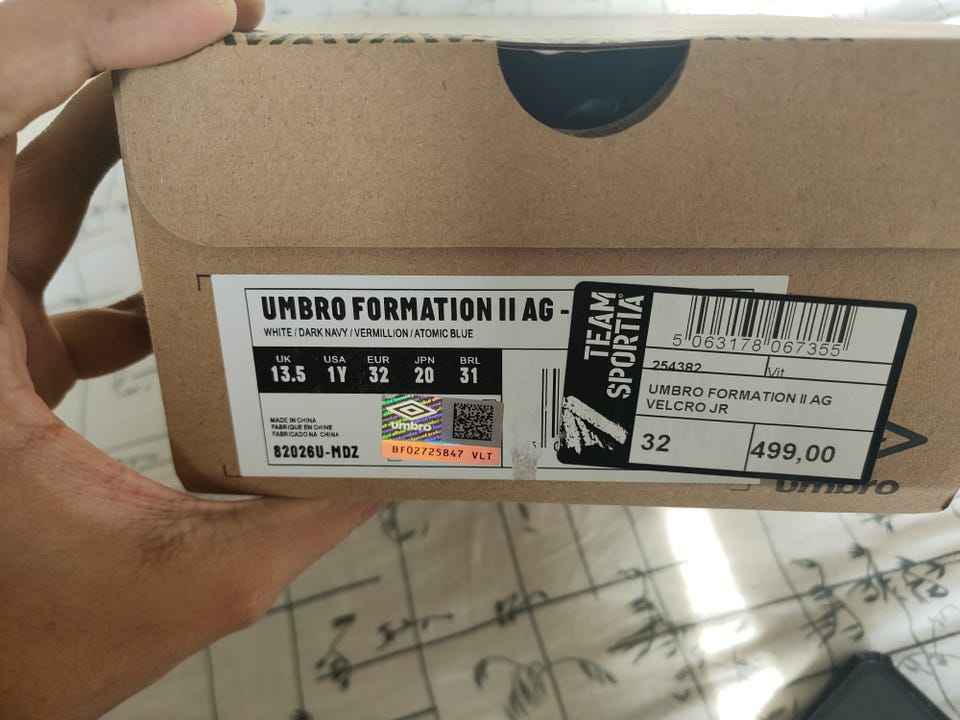 UMBRO FORMATION II AG -
WHITE / DARK NAVY / VERMILLION / ATOMIC BLUE
UK USA EUR JPN BRL
13.5 1Y 32 20 31
MADE IN CHINA
FABRIQUE EN CHINE
FABRICADO NA CHINA
82026U-MDZ
umbro
BF02725847 VLT
5
TEAM
SPORTIA
5 063178 067355
254382 Vit
UMBRO FORMATION II AG
VELCRO JR
32 499,00
umbro